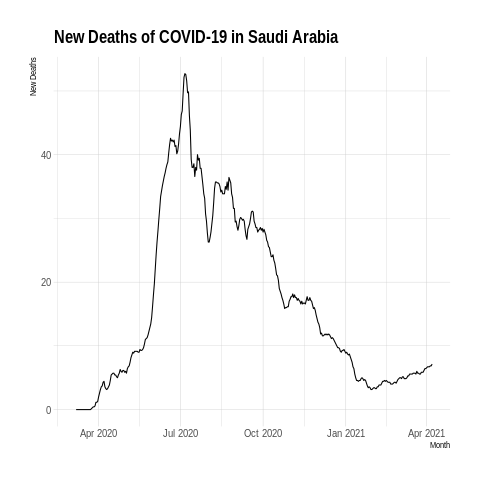 New Deaths of COVID-19 in Saudi Arabia
New Deaths
40
20
0
Apr 2020
Jul 2020
Oct 2020
Jan 2021
Apr 2021
Month